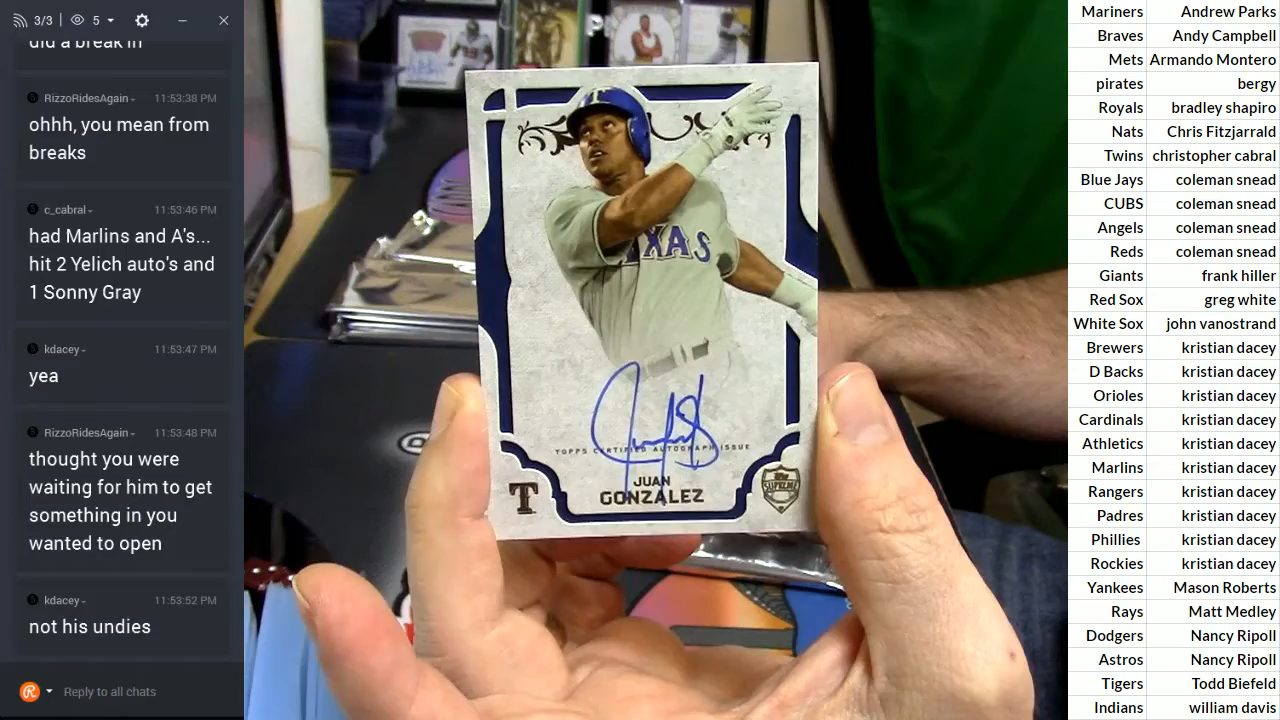 3/3
5
did a break in
RizzoRidesAgain
11:53:38 PM
ohhh, you mean from
breaks
c_cabral
11:53:46 PM
had Marlins and A's...
hit 2 Yelich auto's and
1 Sonny Gray
kdacey
11:53:47 PM
yea
RizzoRidesAgain
11:53:48 PM
thought you were
waiting for him to get
something in you
wanted to open
kdacey
11:53:52 PM
not his undies
Reply to all chats
T
TEXAS
TOPPS CERTIFIED AUTOGRAPH ISSUE
JUAN
GONZALEZ
T
SUPREME
Mariners Andrew Parks
Braves Andy Campbell
Mets Armando Montero
pirates bergy
Royals bradley shapiro
Nats Chris Fitzjarrald
Twins christopher cabral
Blue Jays coleman snead
CUBS coleman snead
Angels coleman snead
Reds coleman snead
Giants frank hiller
Red Sox greg white
White Sox john vanostrand
Brewers kristian dacey
D Backs kristian dacey
Orioles kristian dacey
Cardinals kristian dacey
Athletics kristian dacey
Marlins kristian dacey
Rangers kristian dacey
Padres kristian dacey
Phillies kristian dacey
Rockies kristian dacey
Yankees Mason Roberts
Rays Matt Medley
Dodgers Nancy Ripoll
Astros Nancy Ripoll
Tigers Todd Biefeld
Indians william davis